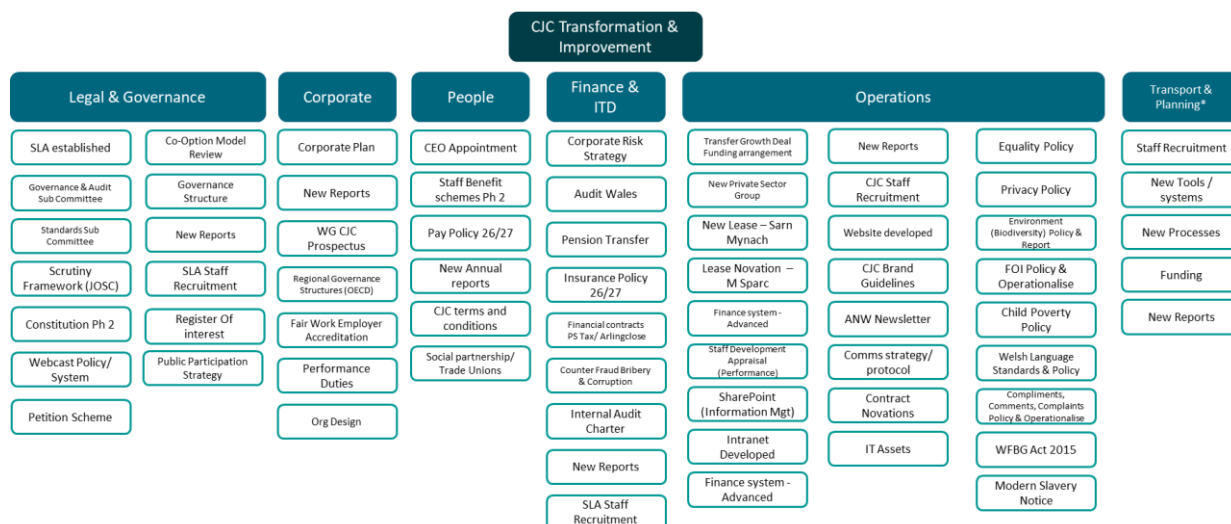 CJC Transformation &
Improvement
Legal & Governance
SLA established
Governance & Audit
Sub Committee
Standards Sub
Committee
Scrutiny
Framework (JOSC)
Constitution Ph 2
Webcast Policy/
System
Petition Scheme
Co-Option Model
Review
Governance
Structure
New Reports
SLA Staff
Recruitment
Register Of
interest
Public Participation
Strategy
Corporate
Corporate Plan
New Reports
WG CJC
Prospectus
Regional Governance
Structures (OECD)
Fair Work Employer
Accreditation
Performance
Duties
Org Design
People
CEO Appointment
Staff Benefit
schemes Ph 2
Pay Policy 26/27
New Annual
reports
CJC terms and
conditions
Social partnership/
Trade Unions
Finance &
ITD
Corporate Risk
Strategy
Audit Wales
Pension Transfer
Insurance Policy
26/27
Financial contracts
PS Tax/ Arlingclose
Counter Fraud Bribery
& Corruption
Internal Audit
Charter
New Reports
SLA Staff
Recruitment
Operations
Transfer Growth Deal
Funding arrangement
New Private Sector
Group
New Lease – Sarn
Mynach
Lease Novation –
M Sparc
Finance system -
Advanced
Staff Development
Appraisal
(Performance)
SharePoint
(Information Mgt)
Intranet
Developed
Finance system -
Advanced
New Reports
CJC Staff
Recruitment
Website developed
CJC Brand
Guidelines
ANW Newsletter
Comms strategy/
protocol
Contract
Novations
IT Assets
Equality Policy
Privacy Policy
Environment
(Biodiversity) Policy &
Report
FOI Policy &
Operationalise
Child Poverty
Policy
Welsh Language
Standards & Policy
Compliments,
Comments, Complaints
Policy & Operationalise
WFBG Act 2015
Modern Slavery
Notice
Transport &
Planning*
Staff Recruitment
New Tools /
systems
New Processes
Funding
New Reports